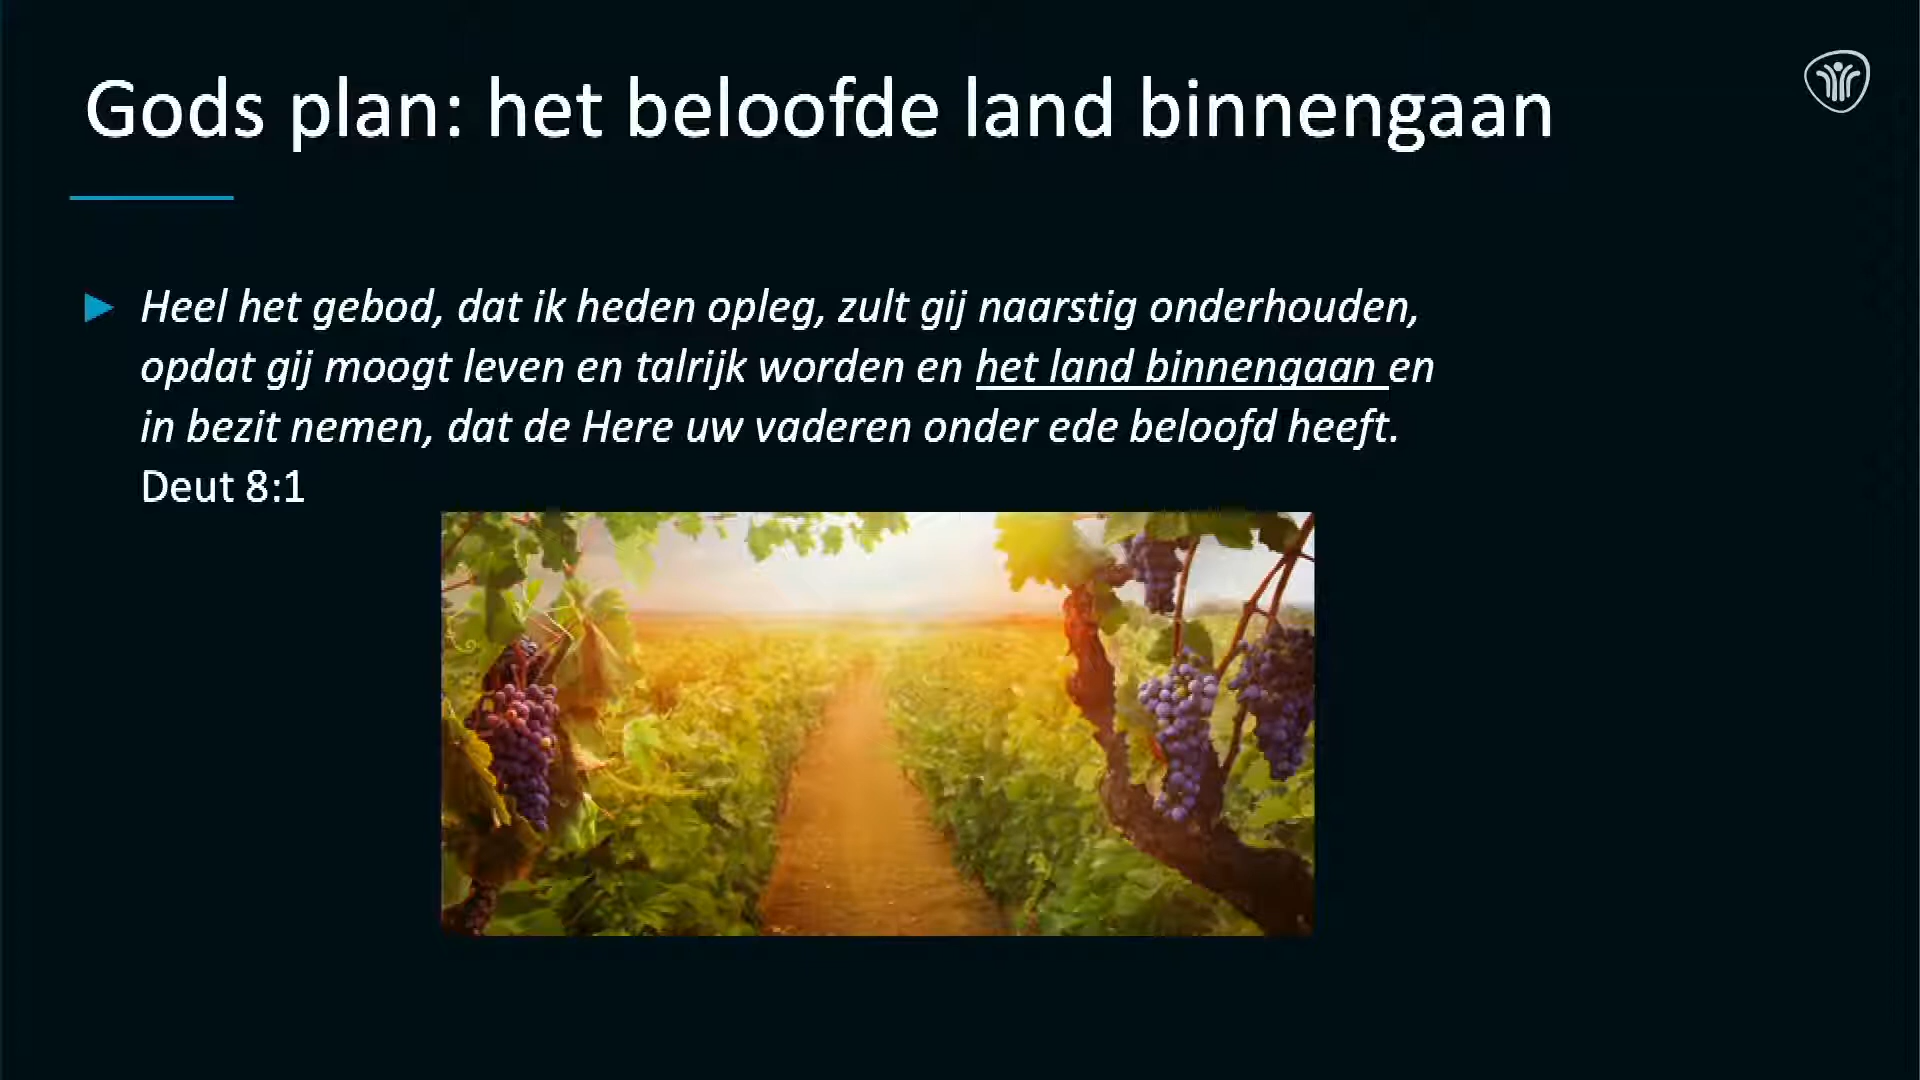 Gods plan: het beloofde land binnengaan
Heel het gebod, dat ik heden opleg, zult gij naarstig onderhouden,
opdat gij moogt leven en talrijk worden en het land binnengaan en
in bezit nemen, dat de Here uw vaderen onder ede beloofd heeft.
Deut 8:1